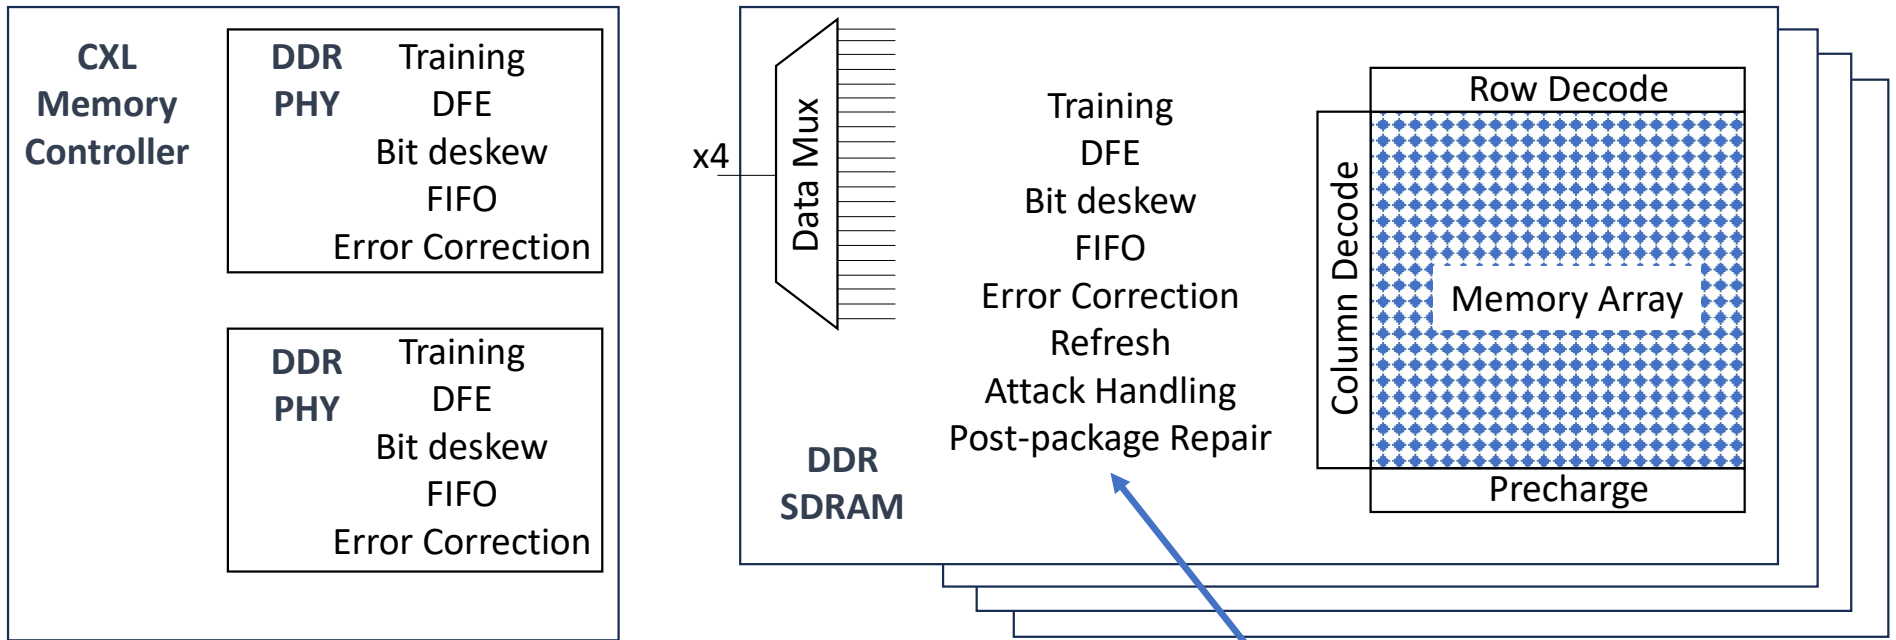 CXL
Memory
Controller
DDR
PHY
Training
DFE
Bit deskew
FIFO
Error Correction
DDR
PHY
Training
DFE
Bit deskew
FIFO
Error Correction
x4
Data Mux
Training
DFE
Bit deskew
FIFO
Error Correction
Refresh
Attack Handling
Post-package Repair
DDR
SDRAM
Row Decode
Column Decode
Memory Array
Precharge